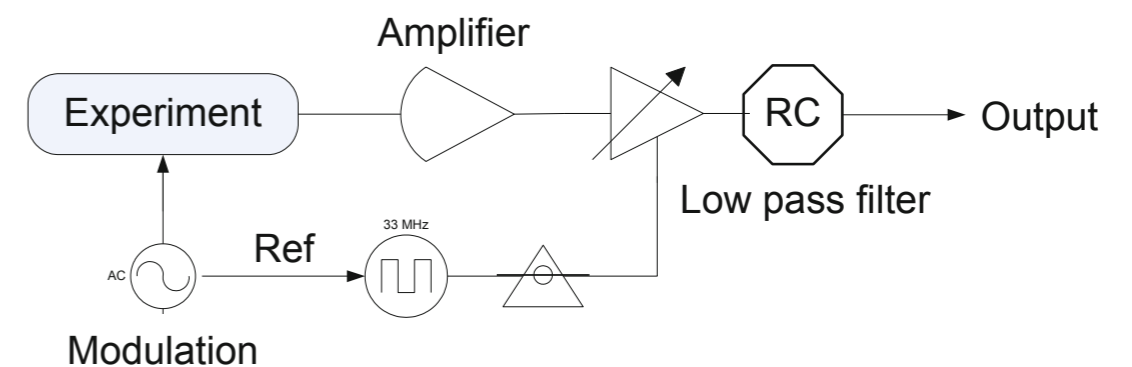 Amplifier
Experiment
RC
Output
Low pass filter
33 MHz
Ref
AC
Modulation